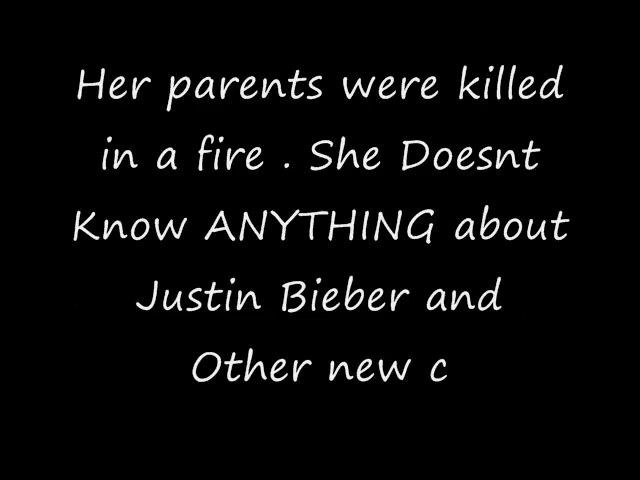 Her parents were killed
in a fire . She Doesnt
Know ANYTHING about
Justin Bieber and
Other new c